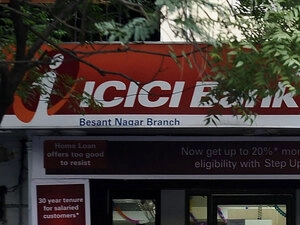 ICICI Bank
Besant Nagar Branch
Home Loan
offers too good
to resist
Now get up to 20%* mor
eligibility with Step U
30 year tenure
for salaried
customers*